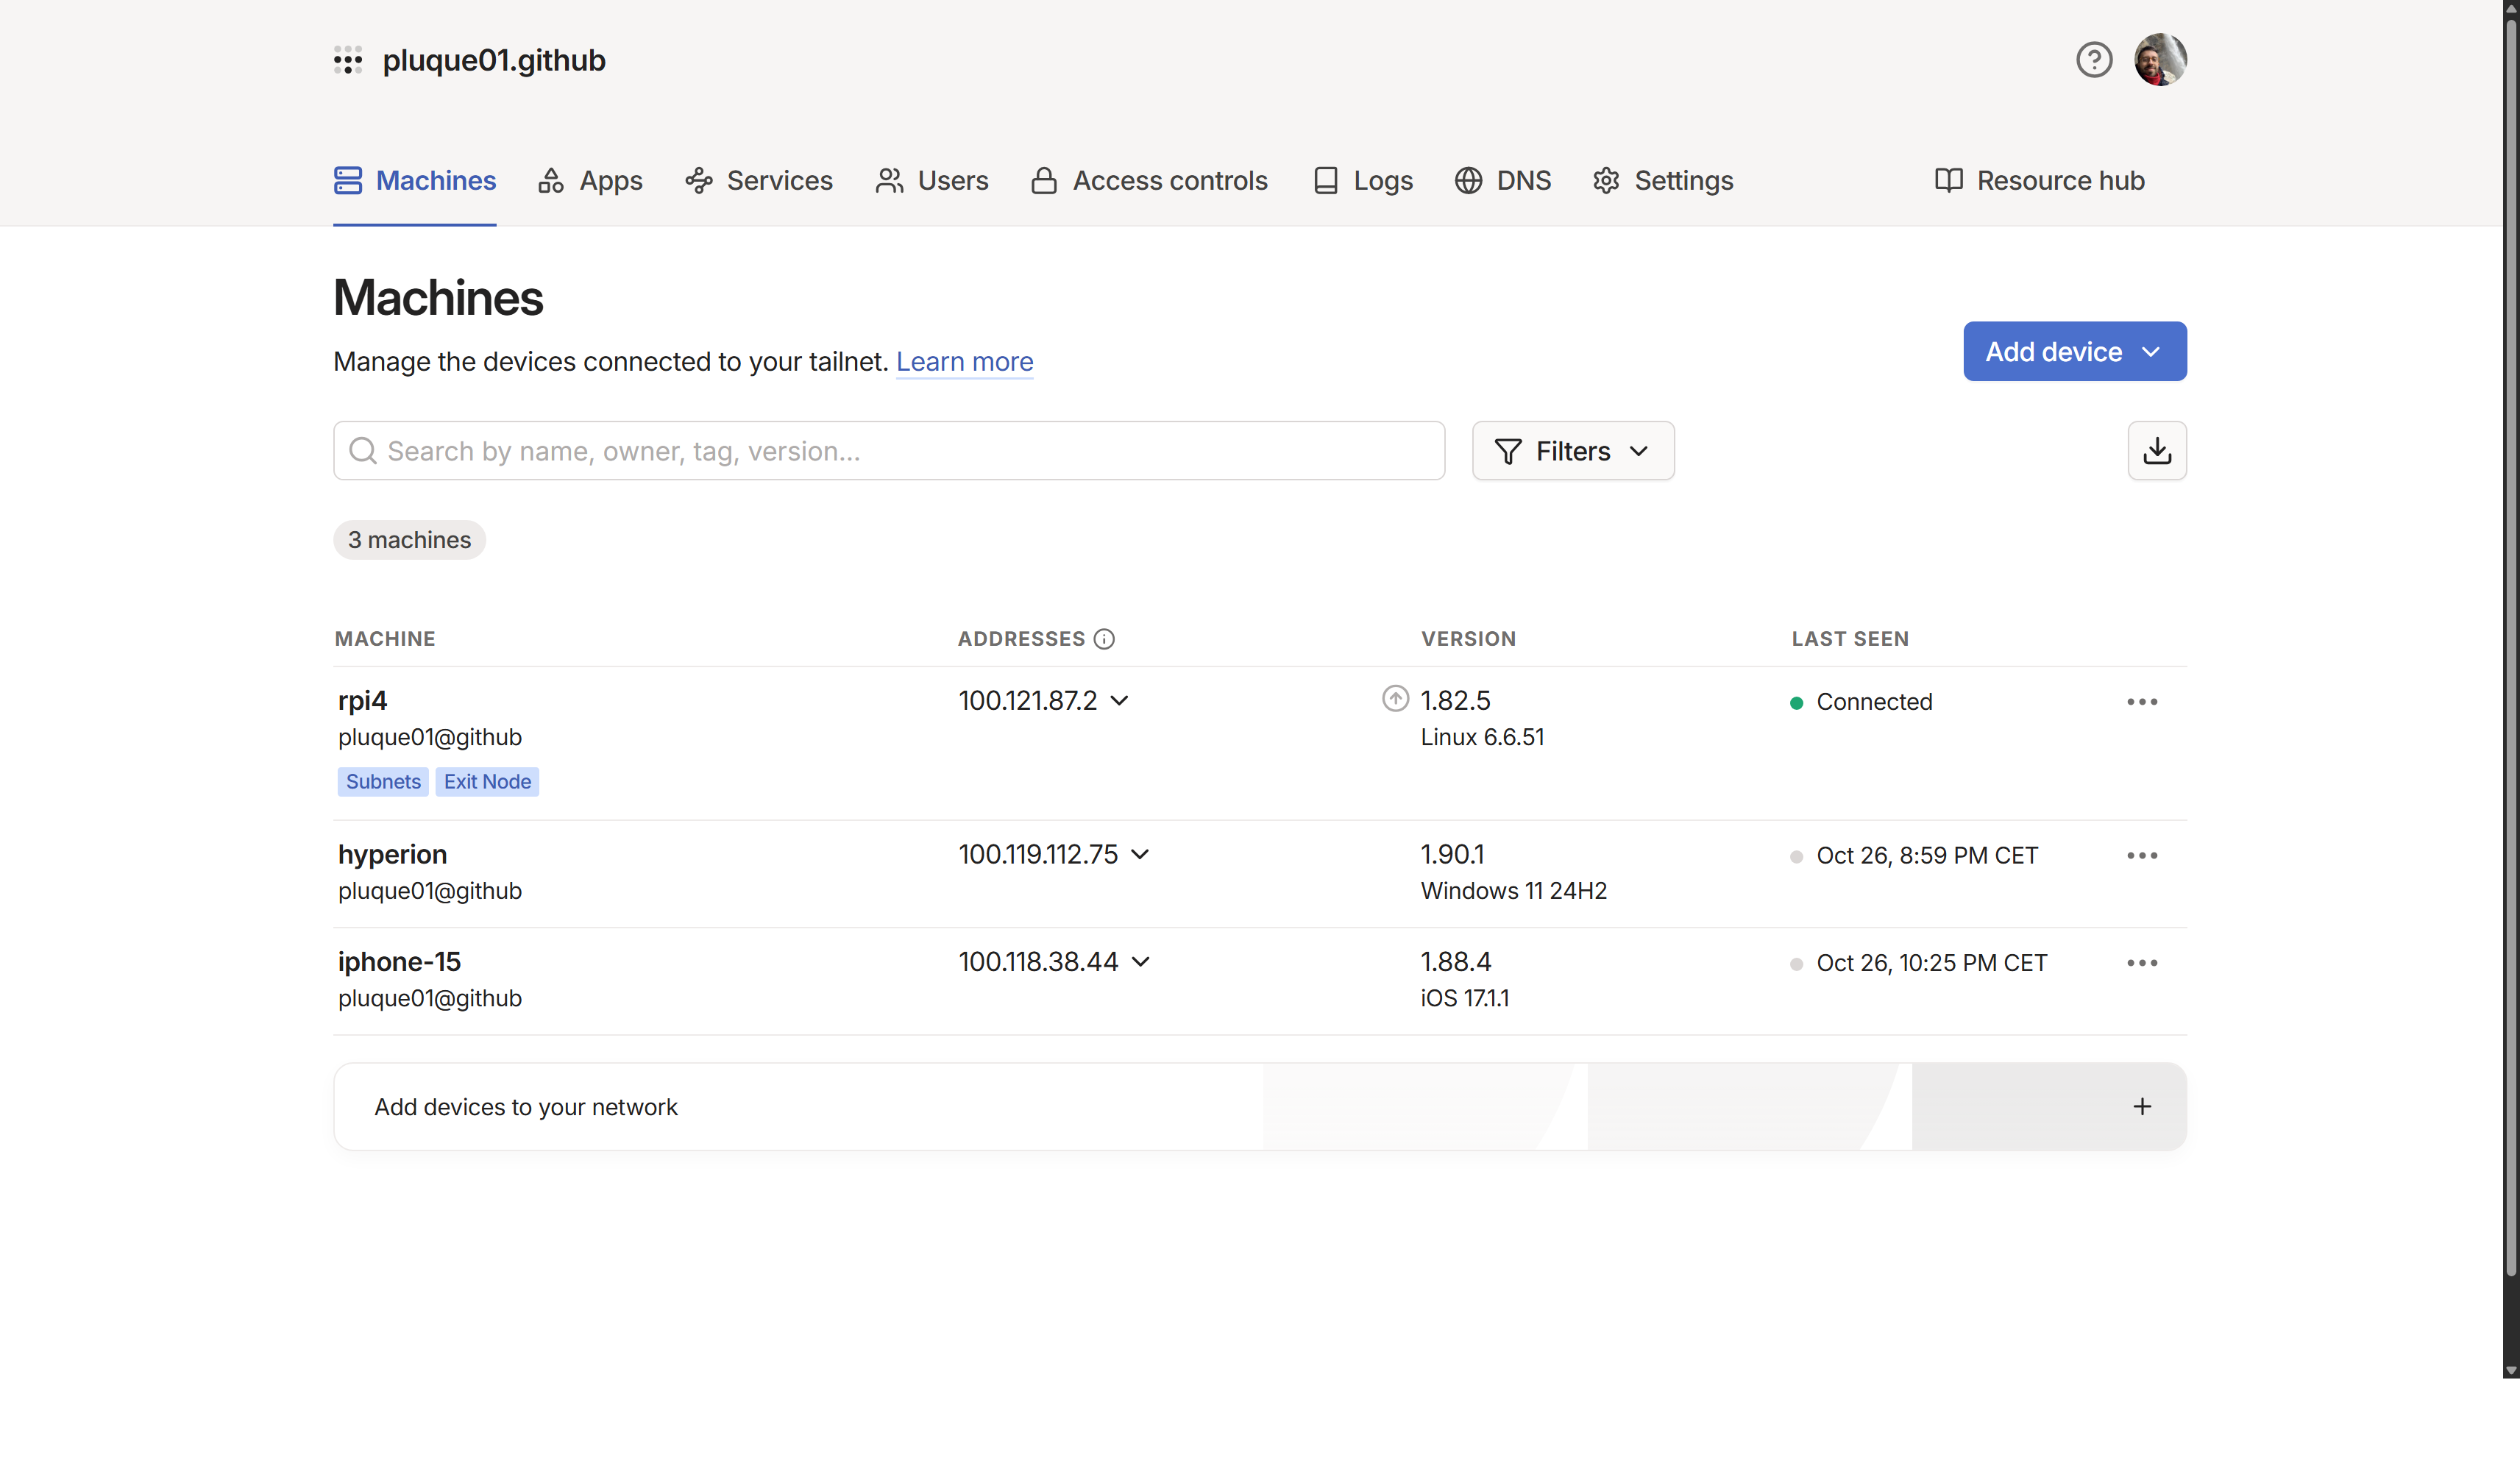 pluque01.github
Machines
Apps
Services
Users
Access controls
Logs
DNS
Settings
Resource hub
Machines
Manage the devices connected to your tailnet. Learn more
Add device
Search by name, owner, tag, version...
Filters
3 machines
MACHINE ADDRESSES VERSION LAST SEEN
rpi4 100.121.87.2 1.82.5 Connected
pluque01@github Linux 6.6.51
Subnets Exit Node
hyperion 100.119.112.75 1.90.1 Oct 26, 8:59 PM CET
pluque01@github Windows 11 24H2
iphone-15 100.118.38.44 1.88.4 Oct 26, 10:25 PM CET
pluque01@github iOS 17.1.1
Add devices to your network